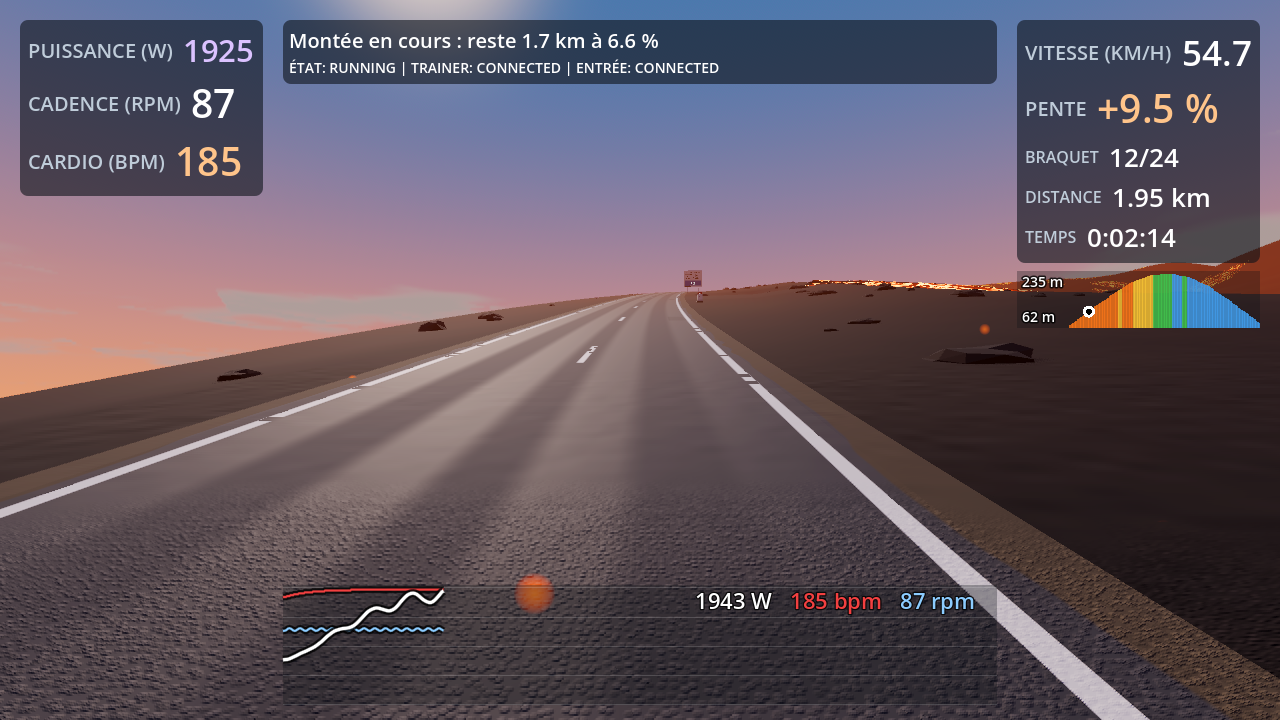 PUISSANCE (W) 1925
CADENCE (RPM) 87
CARDIO (BPM) 185
Montée en cours : reste 1.7 km à 6.6 %
ÉTAT: RUNNING | TRAINER: CONNECTED | ENTRÉE: CONNECTED
VITESSE (KM/H) 54.7
PENTE +9.5 %
BRAQUET 12/24
DISTANCE 1.95 km
TEMPS 0:02:14
235 m
62 m
1943 W 185 bpm 87 rpm